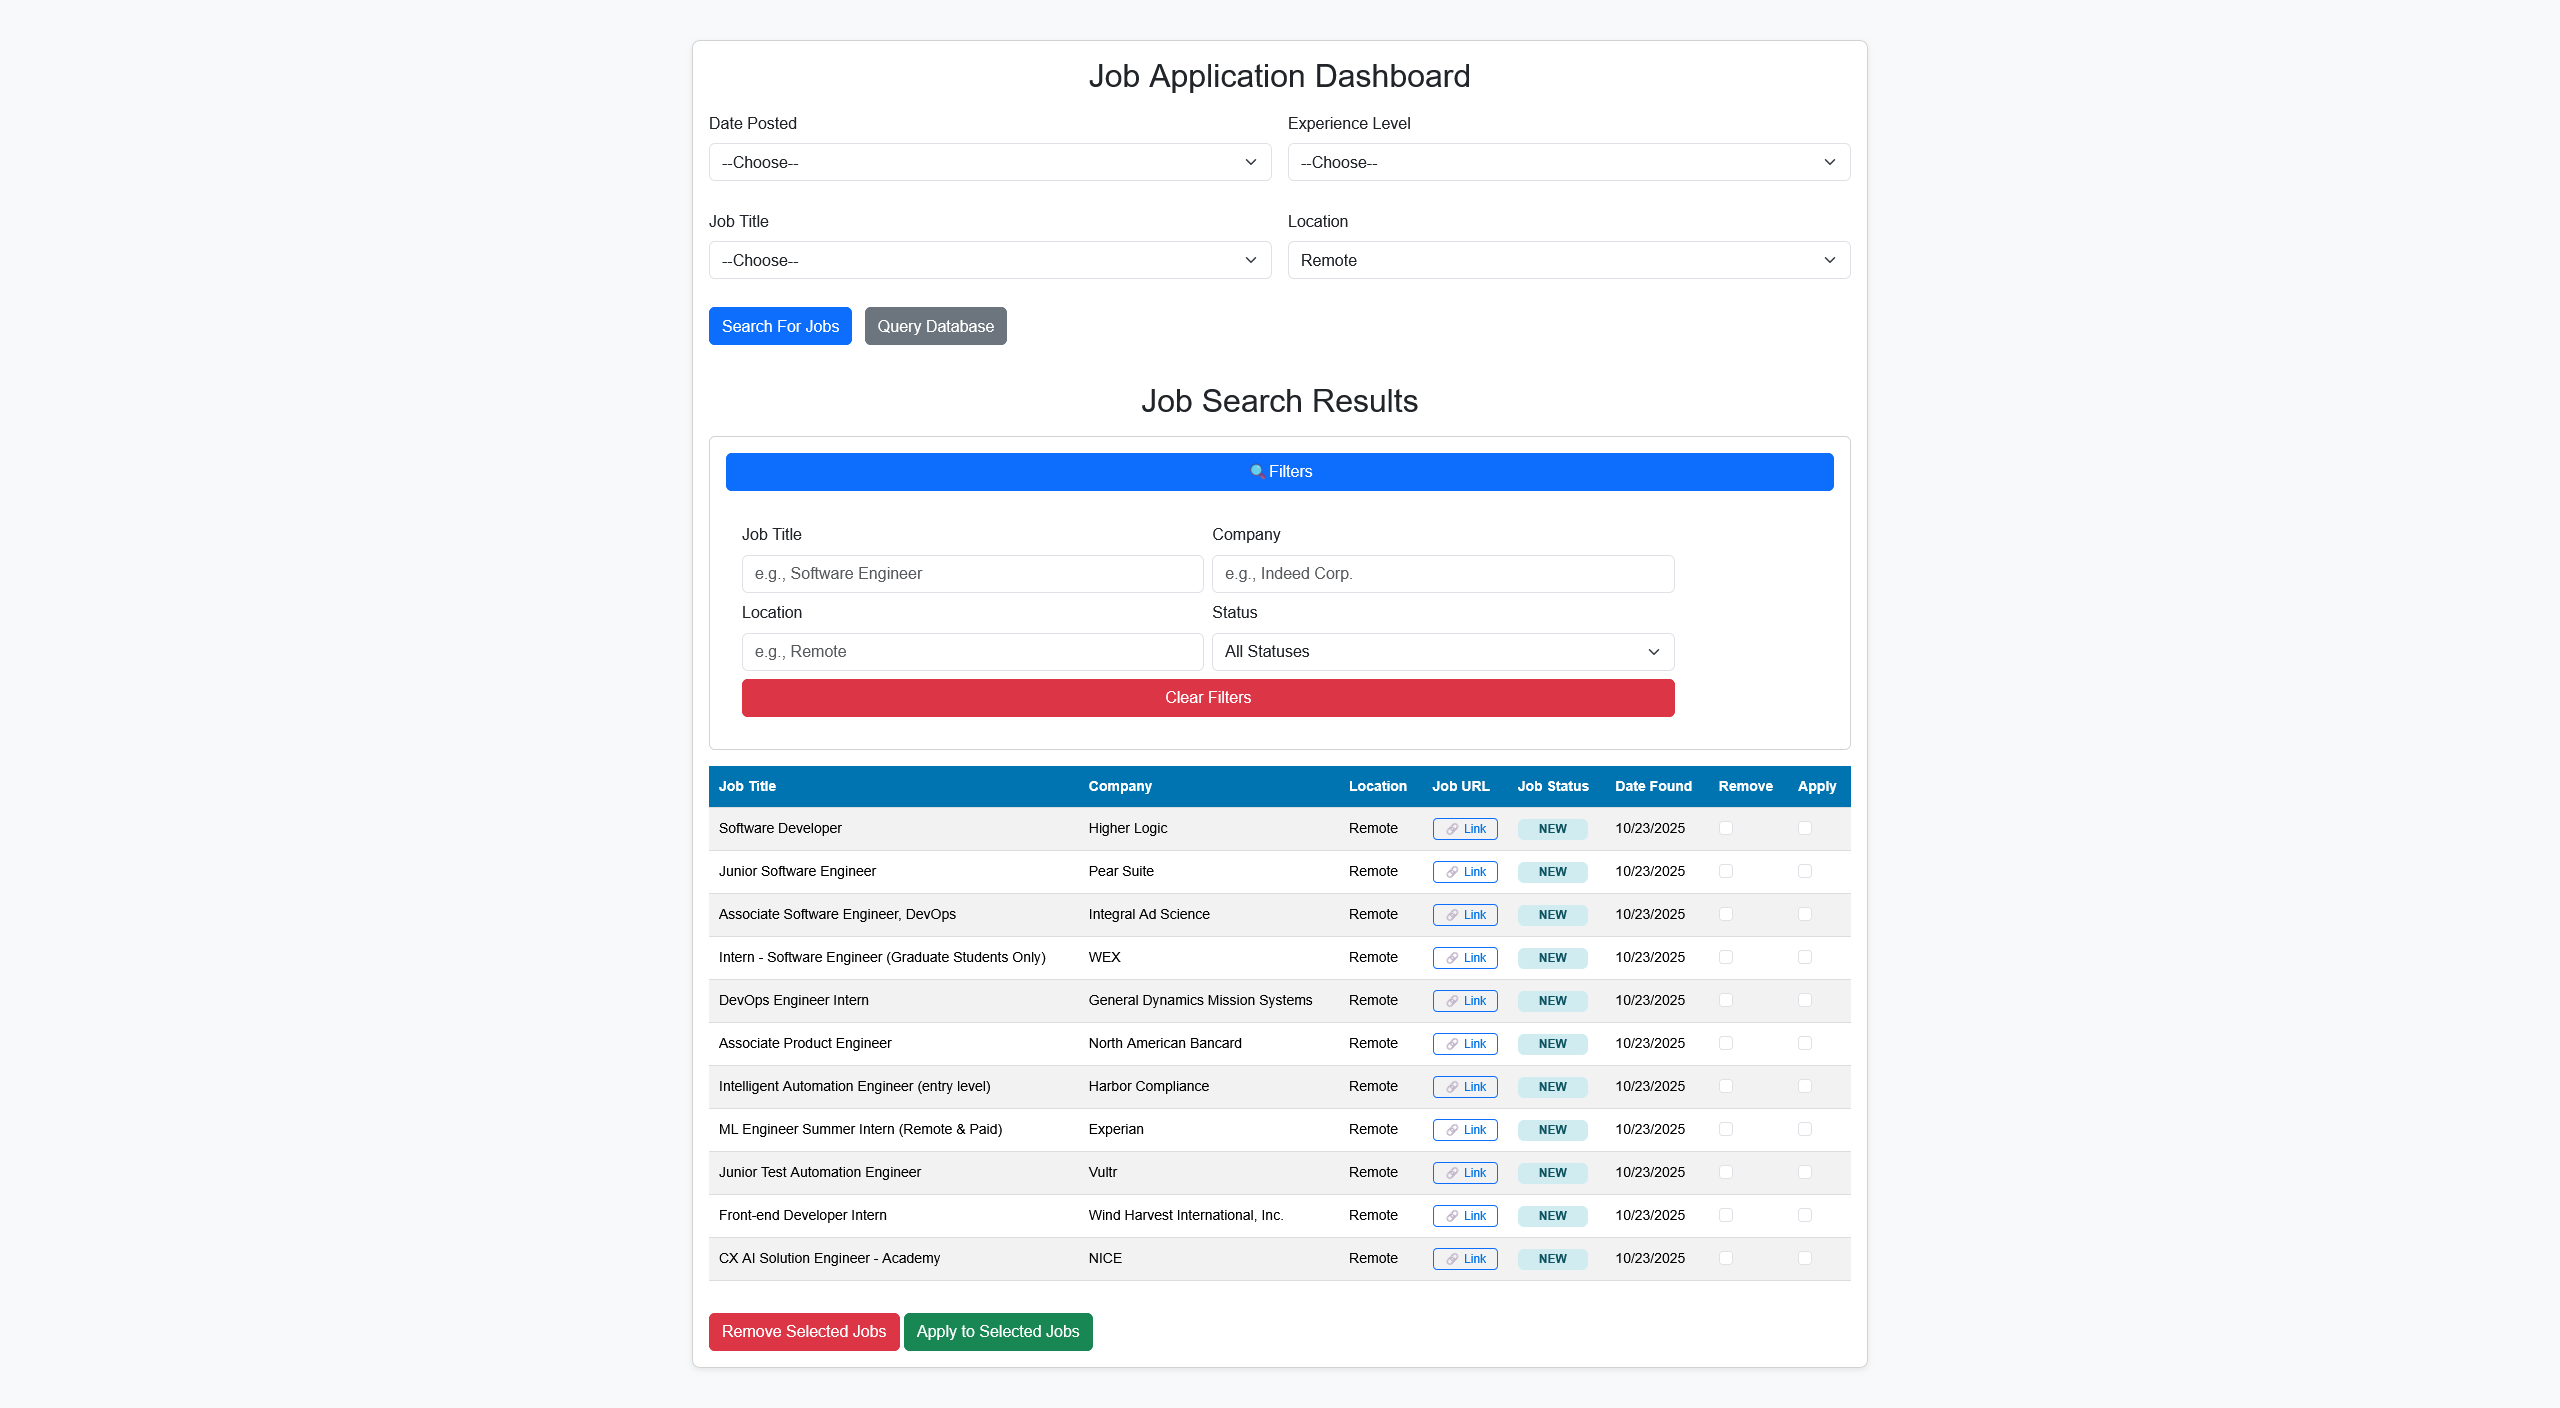 Job Application Dashboard
Date Posted Experience Level
--Choose-- --Choose--
Job Title Location
--Choose-- Remote
Search For Jobs Query Database
Job Search Results
Filters
Job Title Company
e.g., Software Engineer e.g., Indeed Corp.
Location Status
e.g., Remote All Statuses
Clear Filters
Job Title Company Location Job URL Job Status Date Found Remove Apply
Software Developer Higher Logic Remote Link NEW 10/23/2025
Junior Software Engineer Pear Suite Remote Link NEW 10/23/2025
Associate Software Engineer, DevOps Integral Ad Science Remote Link NEW 10/23/2025
Intern - Software Engineer (Graduate Students Only) WEX Remote Link NEW 10/23/2025
DevOps Engineer Intern General Dynamics Mission Systems Remote Link NEW 10/23/2025
Associate Product Engineer North American Bancard Remote Link NEW 10/23/2025
Intelligent Automation Engineer (entry level) Harbor Compliance Remote Link NEW 10/23/2025
ML Engineer Summer Intern (Remote & Paid) Experian Remote Link NEW 10/23/2025
Junior Test Automation Engineer Vultr Remote Link NEW 10/23/2025
Front-end Developer Intern Wind Harvest International, Inc. Remote Link NEW 10/23/2025
CX AI Solution Engineer - Academy NICE Remote Link NEW 10/23/2025
Remove Selected Jobs Apply to Selected Jobs